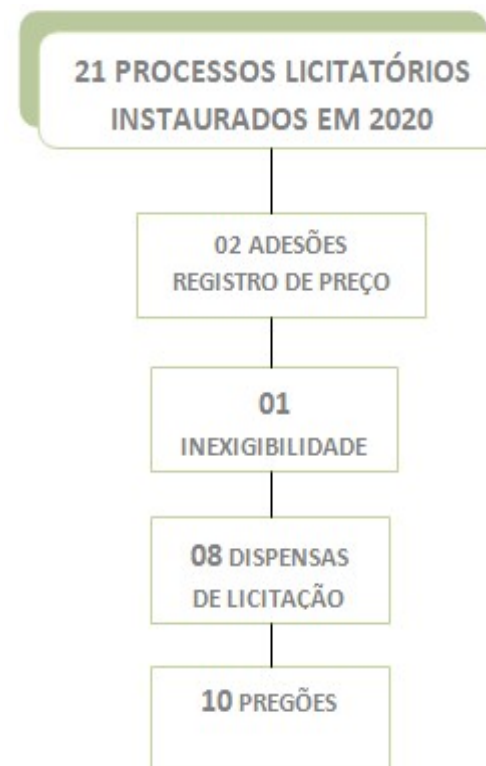 21 PROCESSOS LICITATÓRIOS
INSTAURADOS EM 2020
02 ADESÕES
REGISTRO DE PREÇO
01
INEXIGIBILIDADE
08 DISPENSAS
DE LICITAÇÃO
10 PREGÕES